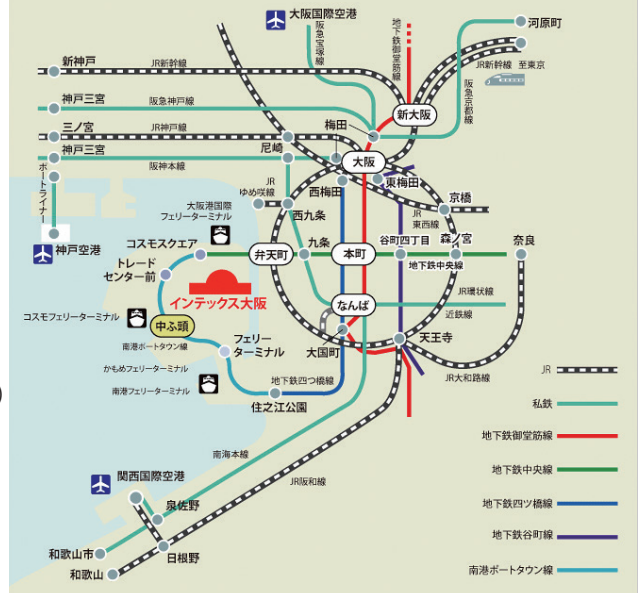 大阪国際空港
阪急宝塚線
地下鉄御堂筋線
河原町
新神戸
JR新幹線
JR新幹線 至東京
神戸三宮
阪急神戸線
阪急京都線
新大阪
三ノ宮
JR神戸線
梅田
神戸三宮
阪神本線
尼崎
大阪
ポートライナー
JR
ゆめ咲線
西梅田
東梅田
京橋
JR
東西線
大阪港国際
フェリーターミナル
西九条
神戸空港
コスモスクエア
弁天町
九条
本町
谷町四丁目
森ノ宮
奈良
地下鉄中央線
トレード
センター前
インテックス大阪
なんば
JR環状線
近鉄線
コスモフェリーターミナル
中ふ頭
フェリー
ターミナル
大国町
天王寺
南港ポートタウン線
かもめフェリーターミナル
地下鉄四つ橋線
JR大和路線
JR
南港フェリーターミナル
住之江公園
私鉄
地下鉄御堂筋線
南海本線
関西国際空港
JR阪和線
地下鉄中央線
泉佐野
地下鉄四ツ橋線
地下鉄谷町線
和歌山市
日根野
和歌山
南港ポートタウン線